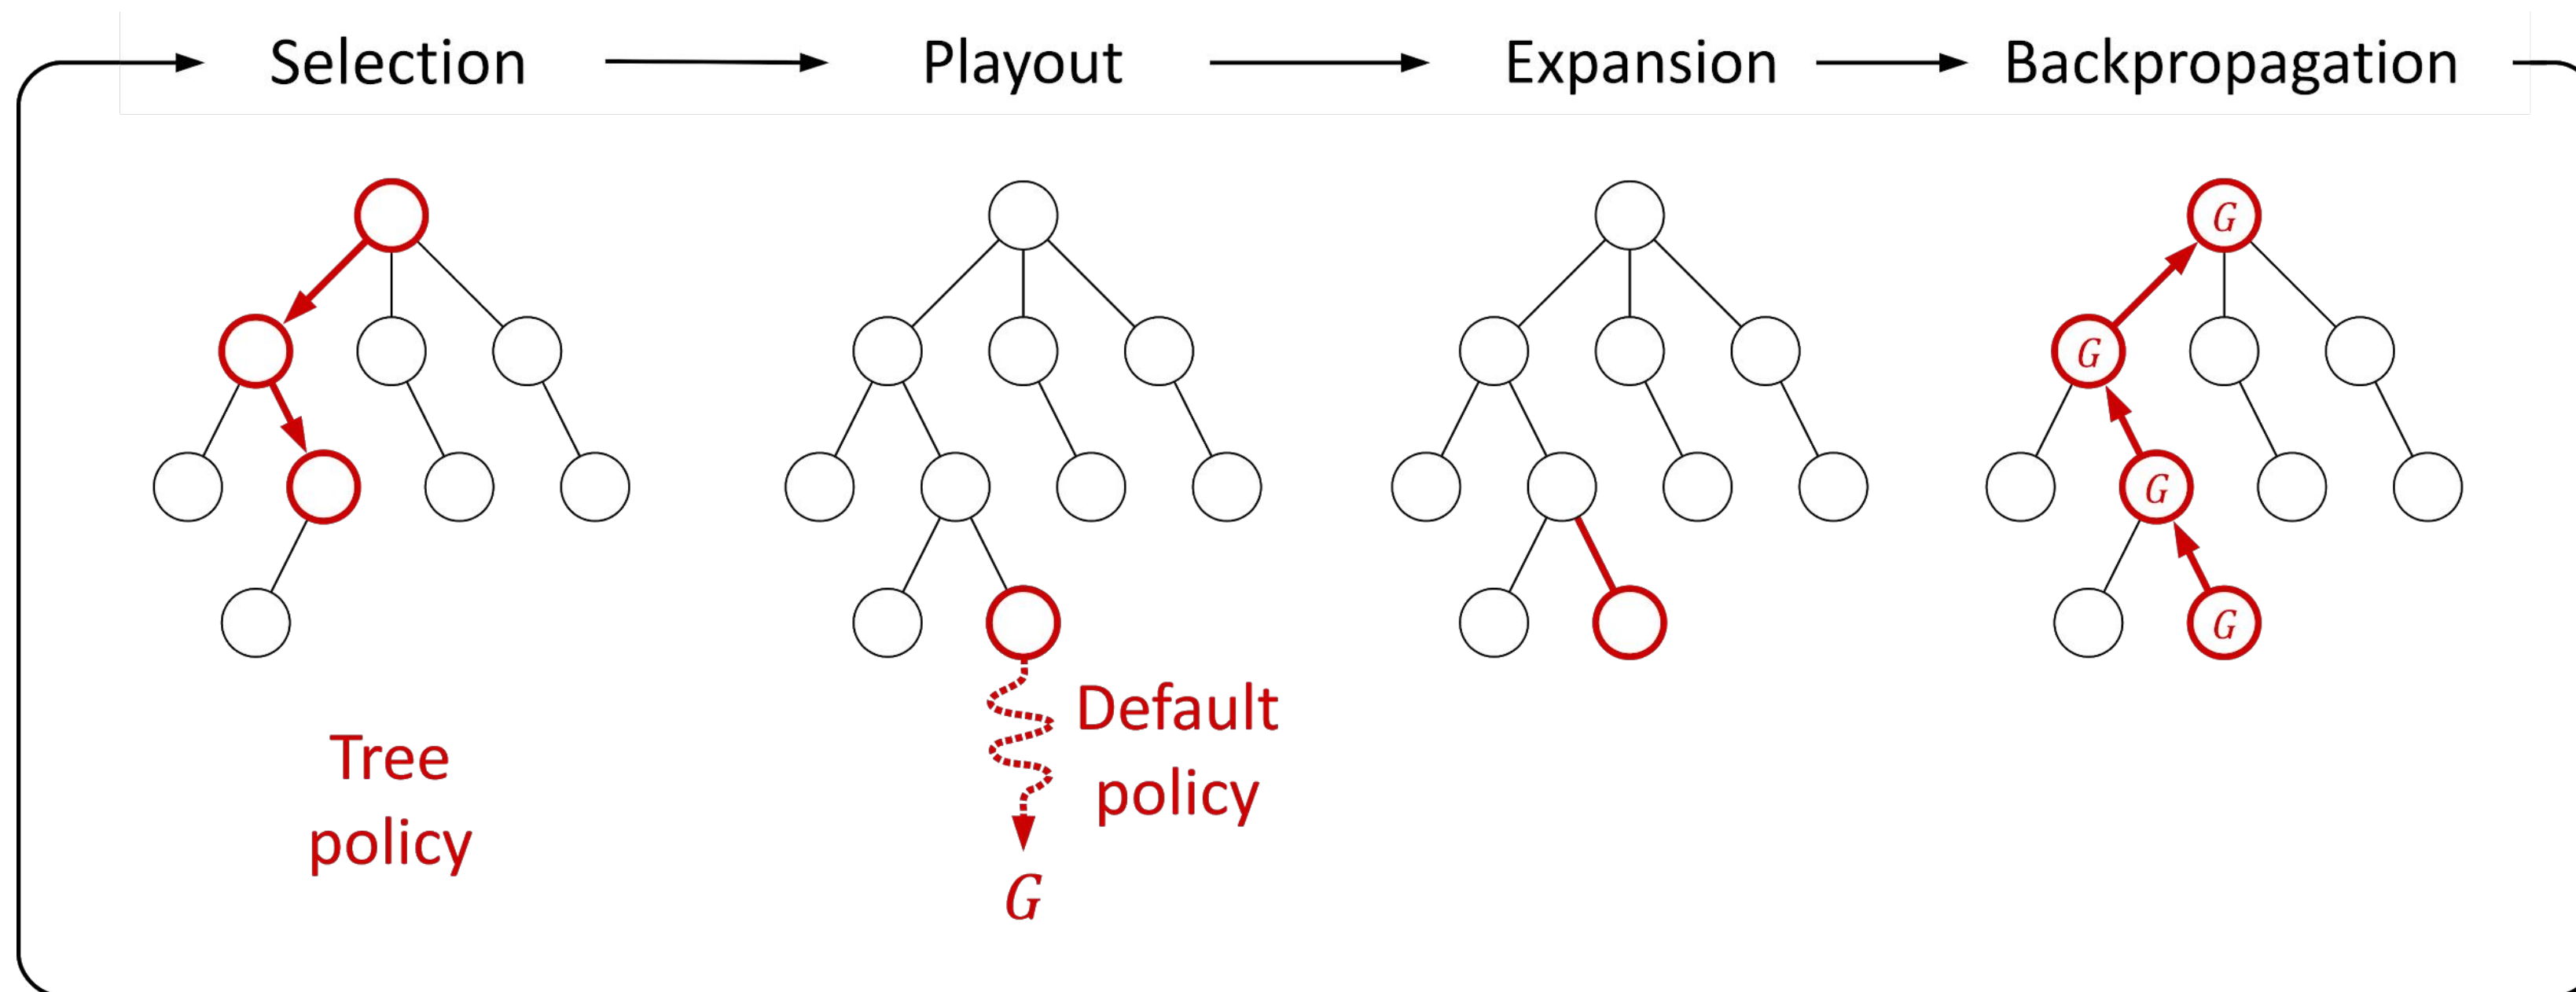 Selection
Playout
Expansion
Backpropagation
Tree
policy
Default
policy
G
G
G
G
G